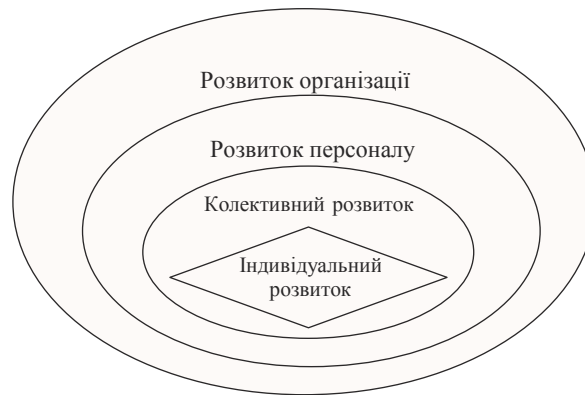 Розвиток організації
Розвиток персоналу
Колективний розвиток
Індивідуальний
розвиток